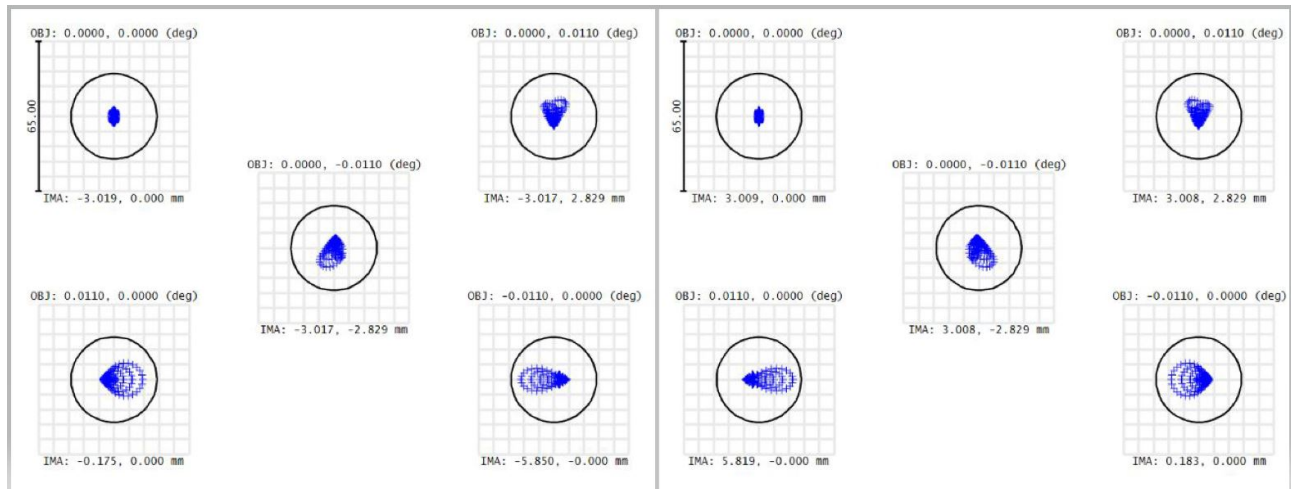 OBJ: 0.0000, 0.0000 (deg)
65.00
IMA: -3.019, 0.000 mm
OBJ: 0.0000, 0.0110 (deg)
IMA: -3.017, 2.829 mm
OBJ: 0.0000, -0.0110 (deg)
IMA: -3.017, -2.829 mm
OBJ: 0.0110, 0.0000 (deg)
IMA: -0.175, 0.000 mm
OBJ: -0.0110, 0.0000 (deg)
IMA: -5.850, -0.000 mm
OBJ: 0.0000, 0.0000 (deg)
65.00
IMA: 3.009, 0.000 mm
OBJ: 0.0000, 0.0110 (deg)
IMA: 3.008, 2.829 mm
OBJ: 0.0000, -0.0110 (deg)
IMA: 3.008, -2.829 mm
OBJ: 0.0110, 0.0000 (deg)
IMA: 5.819, -0.000 mm
OBJ: -0.0110, 0.0000 (deg)
IMA: 0.183, 0.000 mm